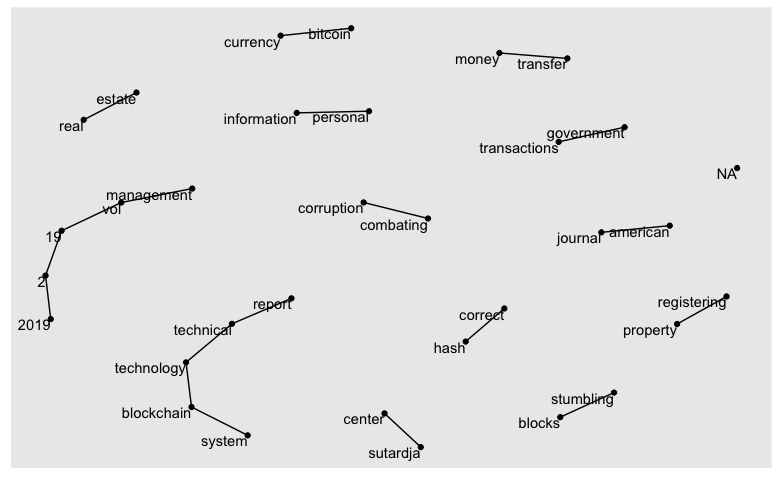 bitcoin
currency
money
transfer
estate
real
information
personal
government
transactions
NA
management
vol
19
2
2019
corruption
combating
journal
american
report
technical
technology
blockchain
system
correct
hash
registering
property
center
sutardja
stumbling
blocks